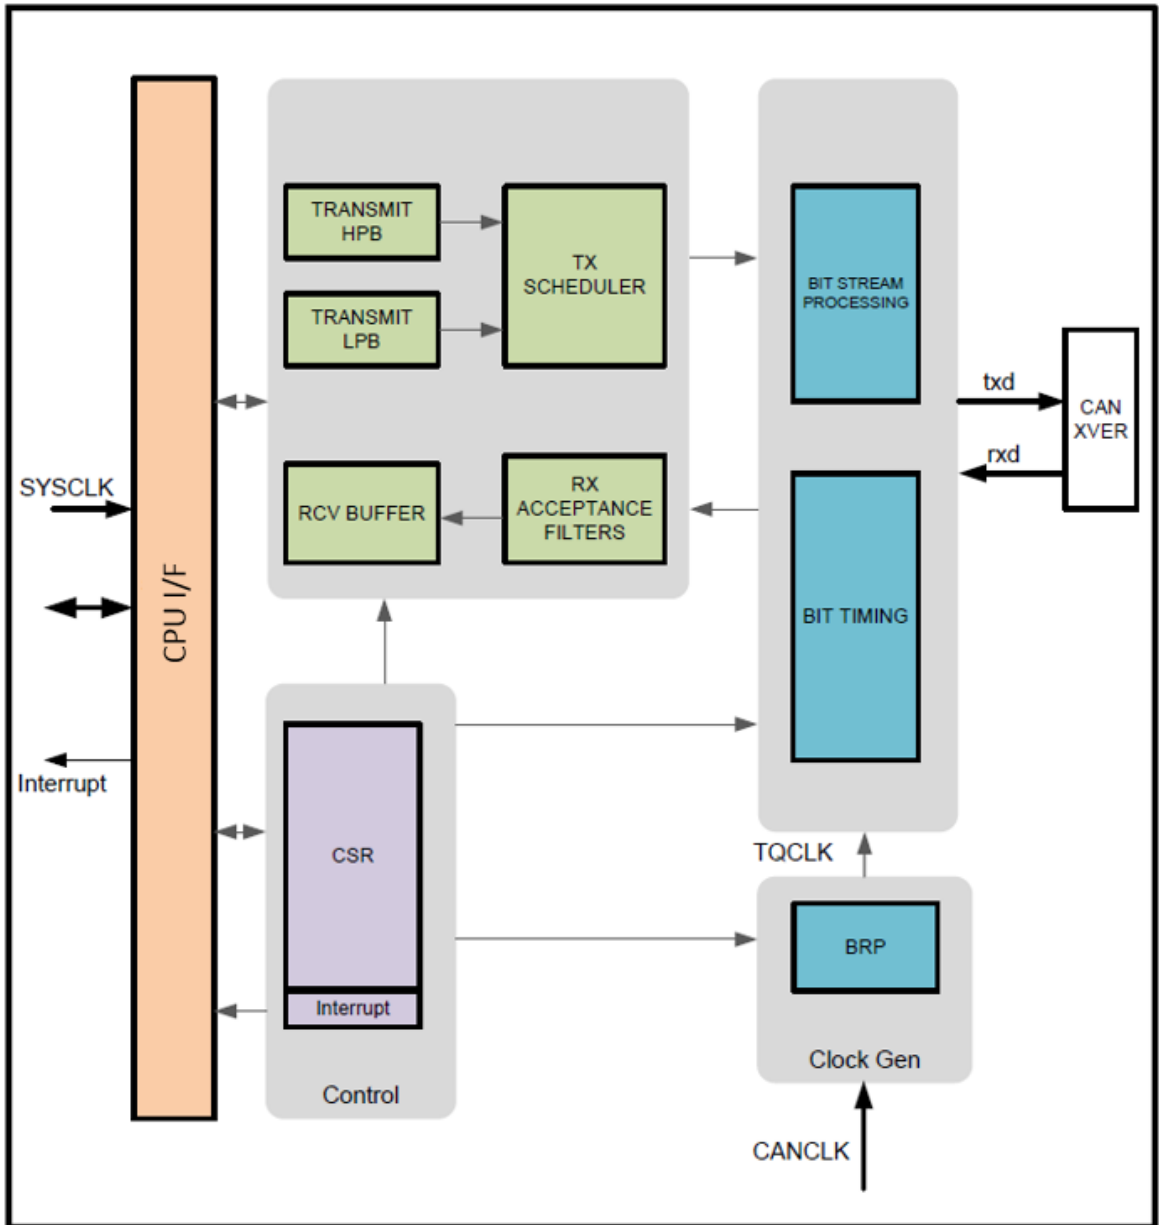 TRANSMIT
HPB
TX
SCHEDULER
BIT STREAM
PROCESSING
TRANSMIT
LPB
txd
CAN
XVER
rxd
SYSCLK
RCV BUFFER
RX
ACCEPTANCE
FILTERS
CPU I/F
BIT TIMING
Interrupt
CSR
TQCLK
BRP
Interrupt
Clock Gen
Control
CANCLK